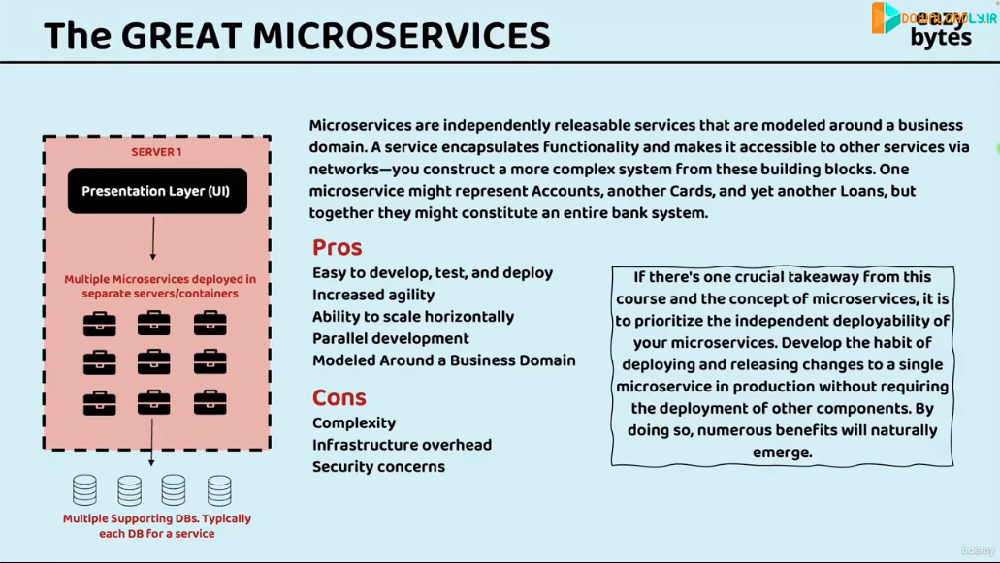 The GREAT MICROSERVICES
DOWNLOADLY.IR
eazy
bytes
SERVER 1
Presentation Layer (UI)
Multiple Microservices deployed in
separate servers/containers
Multiple Supporting DBs. Typically
each DB for a service
Microservices are independently releasable services that are modeled around a business
domain. A service encapsulates functionality and makes it accessible to other services via
networks—you construct a more complex system from these building blocks. One
microservice might represent Accounts, another Cards, and yet another Loans, but
together they might constitute an entire bank system.
Pros
Easy to develop, test, and deploy
Increased agility
Ability to scale horizontally
Parallel development
Modeled Around a Business Domain
Cons
Complexity
Infrastructure overhead
Security concerns
If there's one crucial takeaway from this
course and the concept of microservices, it is
to prioritize the independent deployability of
your microservices. Develop the habit of
deploying and releasing changes to a single
microservice in production without requiring
the deployment of other components. By
doing so, numerous benefits will naturally
emerge.
ûdemy